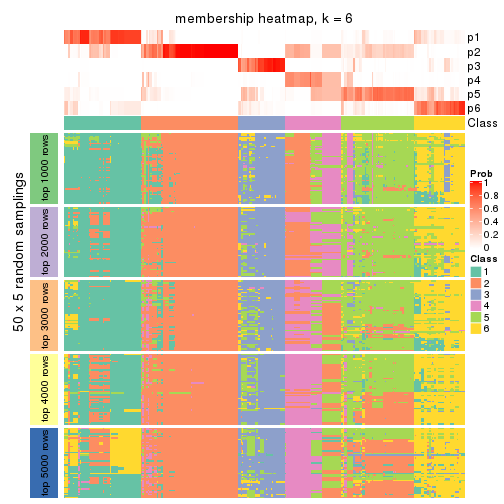 membership heatmap, k = 6
p1
p2
p3
p4
p5
p6
Class
50 x 5 random samplings
top 1000 rows
top 2000 rows
top 3000 rows
top 4000 rows
top 5000 rows
Prob
1
0.8
0.6
0.4
0.2
0
Class
1
2
3
4
5
6